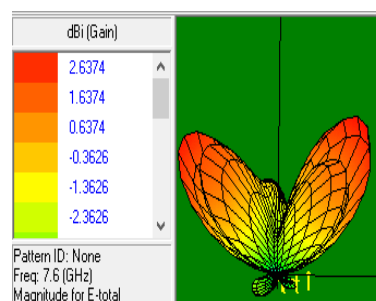 dBi (Gain)
2.6374
1.6374
0.6374
-0.3626
-1.3626
-2.3626
Pattern ID: None
Freq: 7.6 (GHz)
Magnitude for E-total